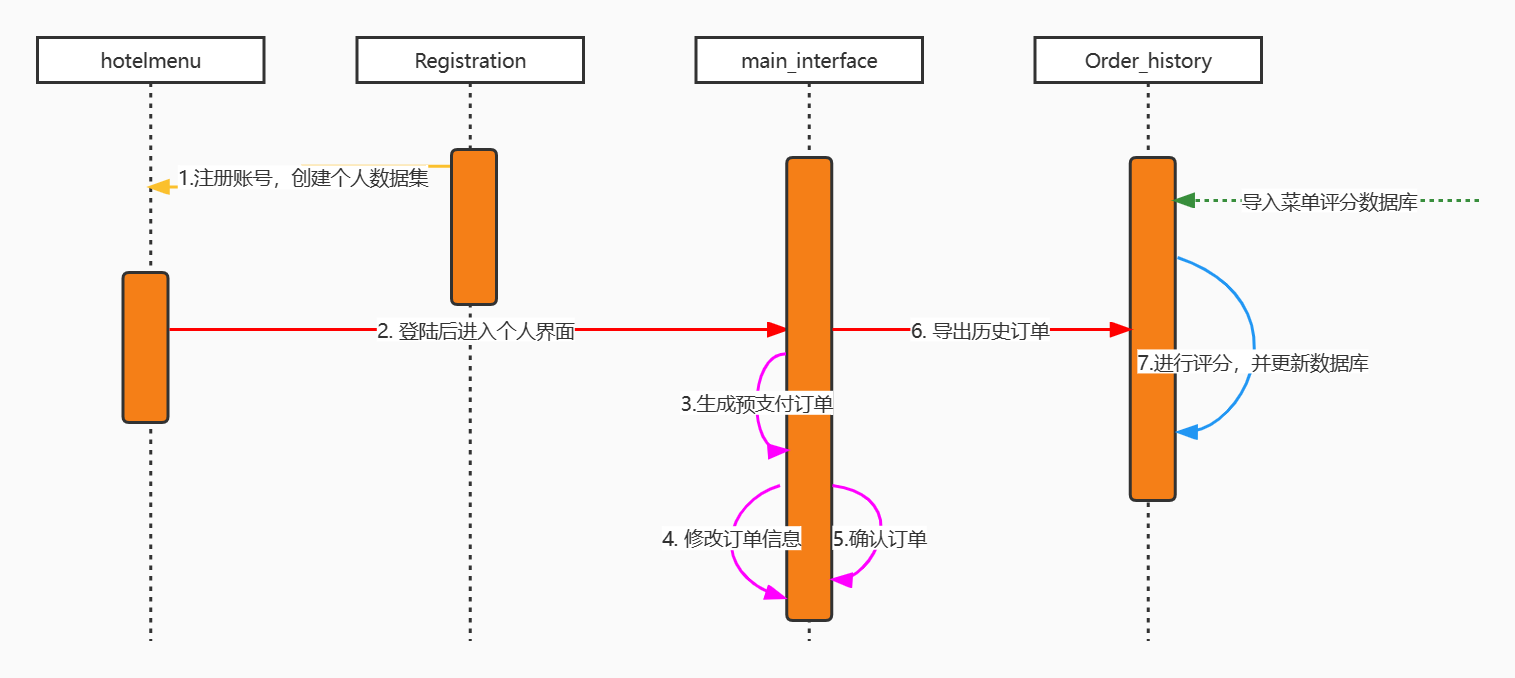 hotelmenu
Registration
main_interface
Order_history
1.注册账号，创建个人数据集
导入菜单评分数据库
2. 登陆后进入个人界面
6. 导出历史订单
7.进行评分，并更新数据库
3.生成预支付订单
4. 修改订单信息
5.确认订单